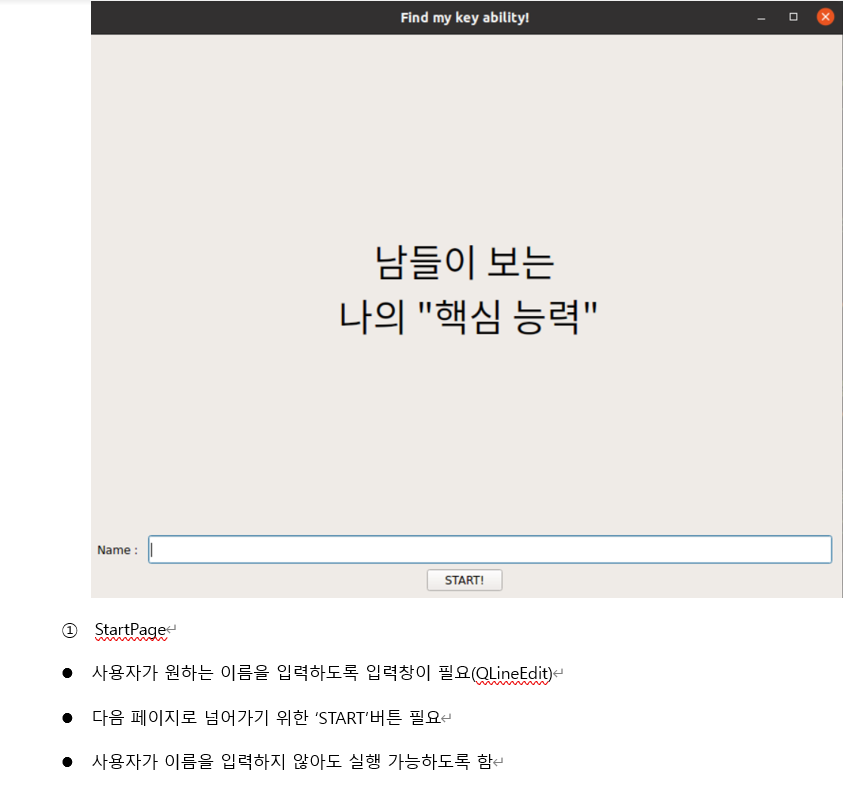 Find my key ability!
남들이 보는
나의 "핵심 능력"
Name :
START!
① StartPage
● 사용자가 원하는 이름을 입력하도록 입력창이 필요(QLineEdit)
● 다음 페이지로 넘어가기 위한 ‘START’버튼 필요
● 사용자가 이름을 입력하지 않아도 실행 가능하도록 함